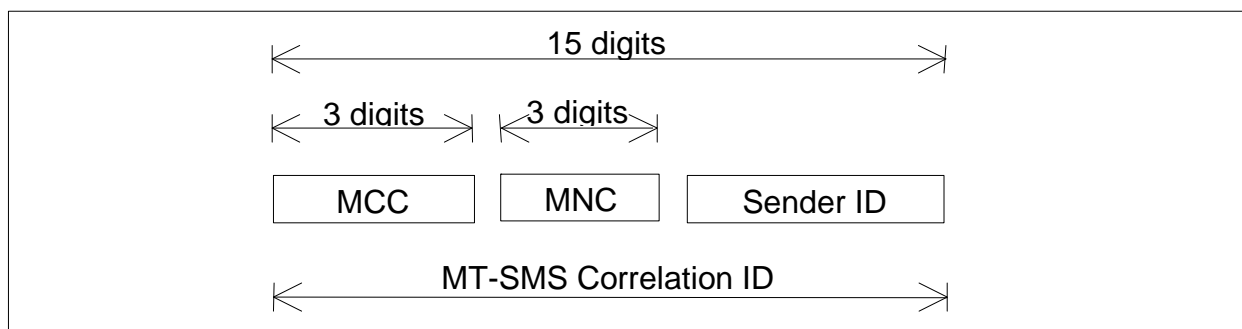 15 digits
3 digits 3 digits
MCC MNC Sender ID
MT-SMS Correlation ID